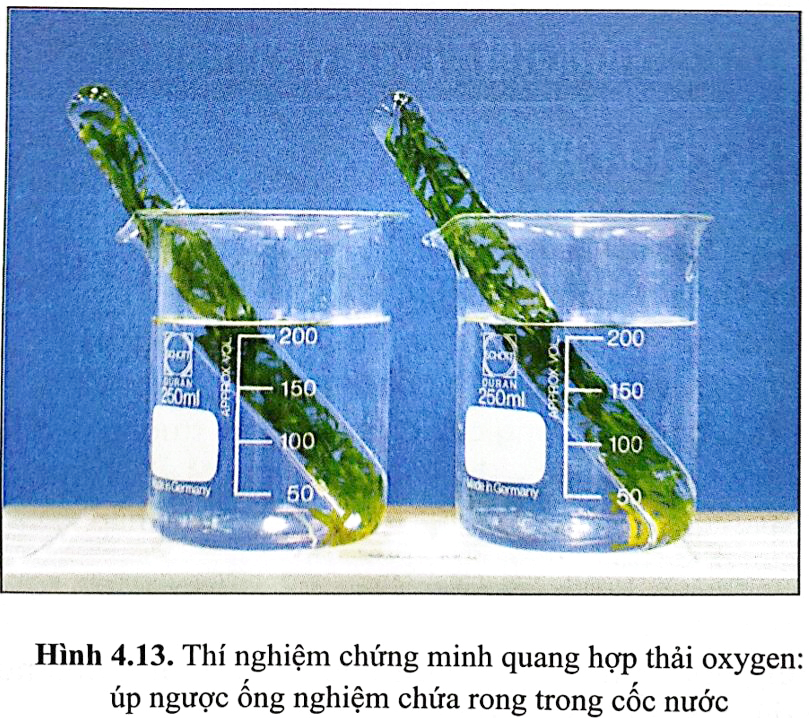 200
SCHOTT
DURAN
250ml
APPROX VOL.
150
100
Made in Germany
50
200
SCHOTT
DURAN
250ml
APPROX VOL.
150
100
Made in Germany
50
Hình 4.13. Thí nghiệm chứng minh quang hợp thải oxygen:
úp ngược ống nghiệm chứa rong trong cốc nước